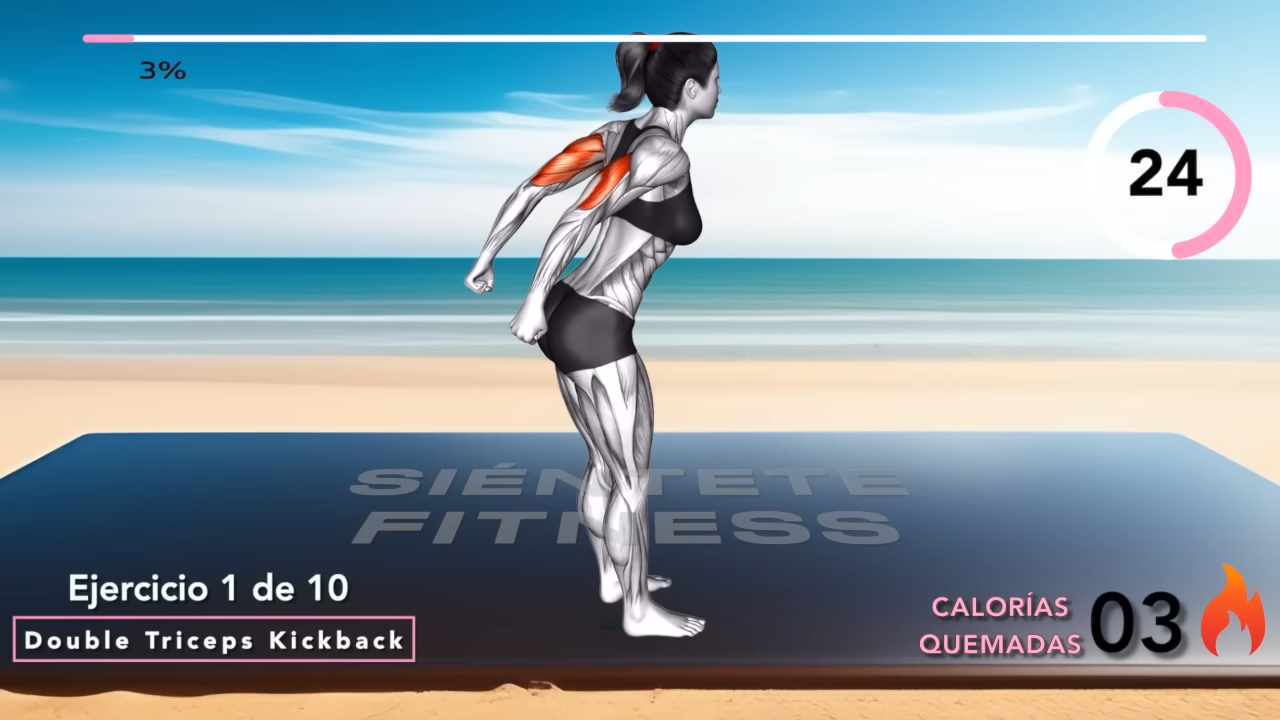 3%
24
SIÉNTETE
FITNESS
Ejercicio 1 de 10
Double Triceps Kickback
CALORÍAS
QUEMADAS 03